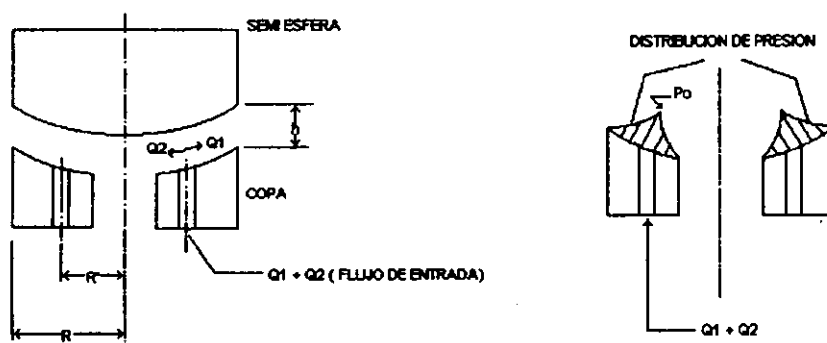 SEMI ESFERA
DISTRIBUCION DE PRESION
Po
h
Q2
Q1
COPA
Q1 + Q2 ( FLUJO DE ENTRADA)
R'
R
Q1 + Q2